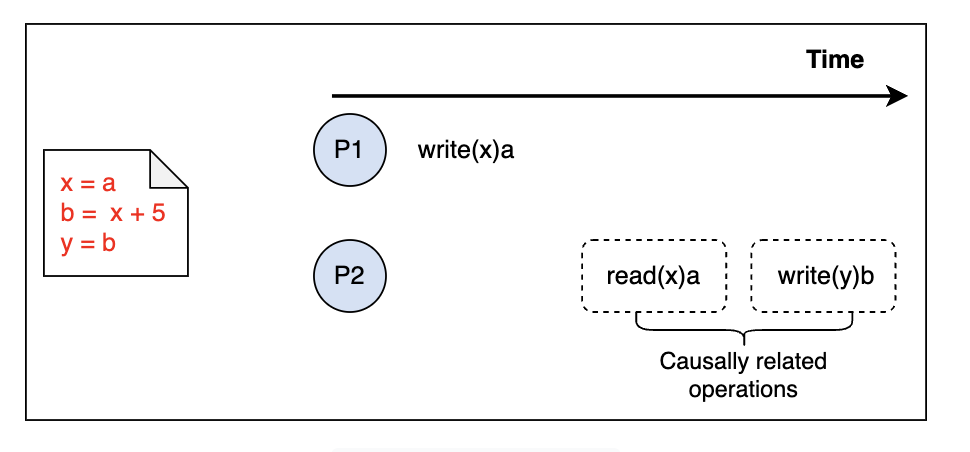 Time
P1
write(x)a
x = a
b = x + 5
y = b
P2
read(x)a
write(y)b
Causally related
operations